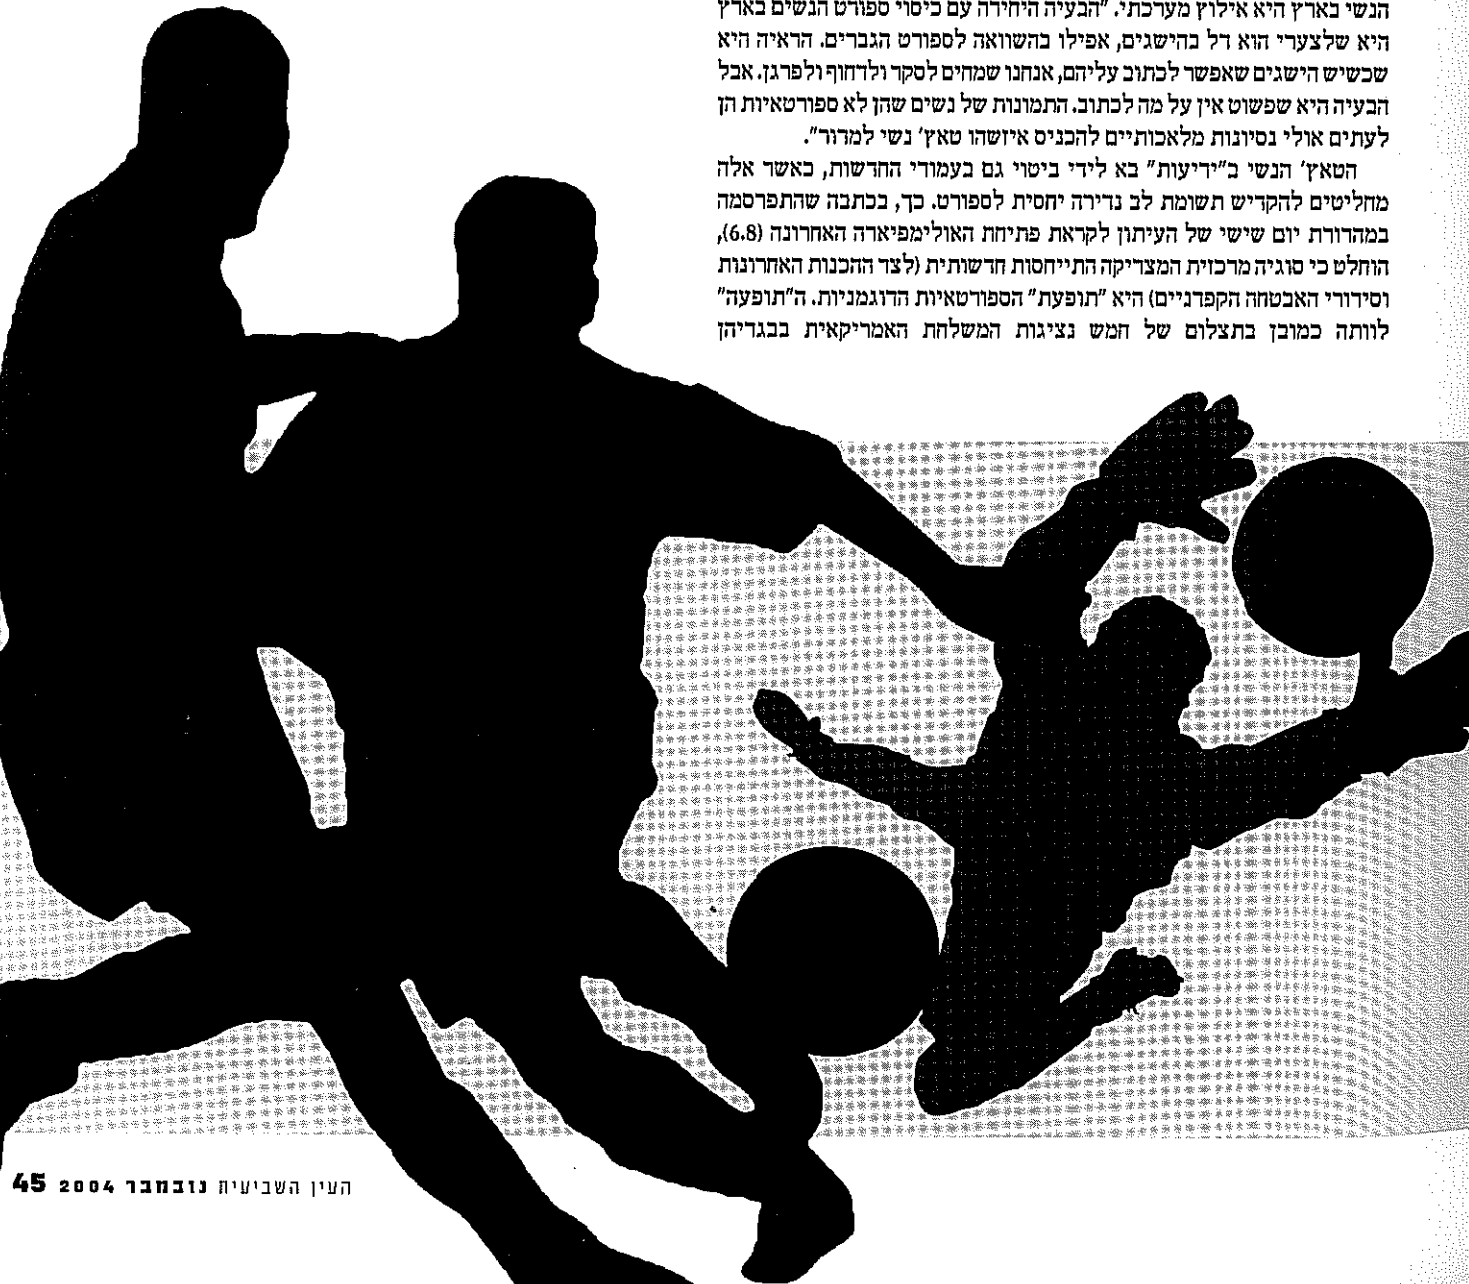 הנשי בארץ היא אילוץ מערכתי. "הבעיה היחידה עם כיסוי ספורט הנשים בארץ
היא שלצערי הוא דל בהישגים, אפילו בהשוואה לספורט הגברים. הראיה היא
שכשיש הישגים שאפשר לכתוב עליהם, אנחנו שמחים לסקר ולדחוף ולפרגן. אבל
הבעיה היא שפשוט אין על מה לכתוב. התמונות של נשים שהן לא ספורטאיות הן
לעתים אולי נסיונות מלאכותיים להכניס איזשהו טאץ' נשי למדור".
הטאץ' הנשי ב"ידיעות" בא לידי ביטוי גם בעמודי החדשות, כאשר אלה
מחליטים להקדיש תשומת לב נדירה יחסית לספורט. כך, בכתבה שהתפרסמה
במהדורת יום שישי של העיתון לקראת פתיחת האולימפיארה האחרונה (6.8),
הוחלט כי סוגיה מרכזית המצדיקה התייחסות חדשותית (לצד ההכנות האחרונות
וסידורי האבטחה הקפדניים) היא "תופעת" הספורטאיות הדוגמניות. ה"תופעה"
לוותה כמובן בתצלום של חמש נציגות המשלחת האמריקאית בבגדיהן
העין השביעית נובמבר 2004 45